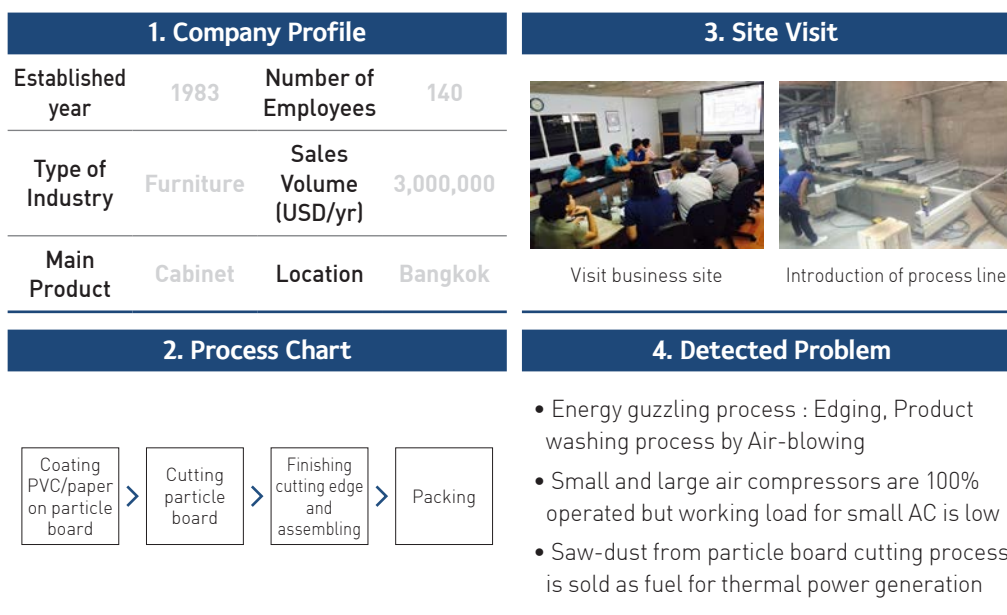 1. Company Profile
Established year
1983
Number of Employees
140
Type of Industry
Furniture
Sales Volume (USD/yr)
3,000,000
Main Product
Cabinet
Location
Bangkok
2. Process Chart
Coating
PVC/paper
on particle
board
Cutting
particle
board
Finishing
cutting edge
and
assembling
Packing
3. Site Visit
Visit business site
Introduction of process line
4. Detected Problem
• Energy guzzling process : Edging, Product
washing process by Air-blowing
• Small and large air compressors are 100%
operated but working load for small AC is low
• Saw-dust from particle board cutting process
is sold as fuel for thermal power generation